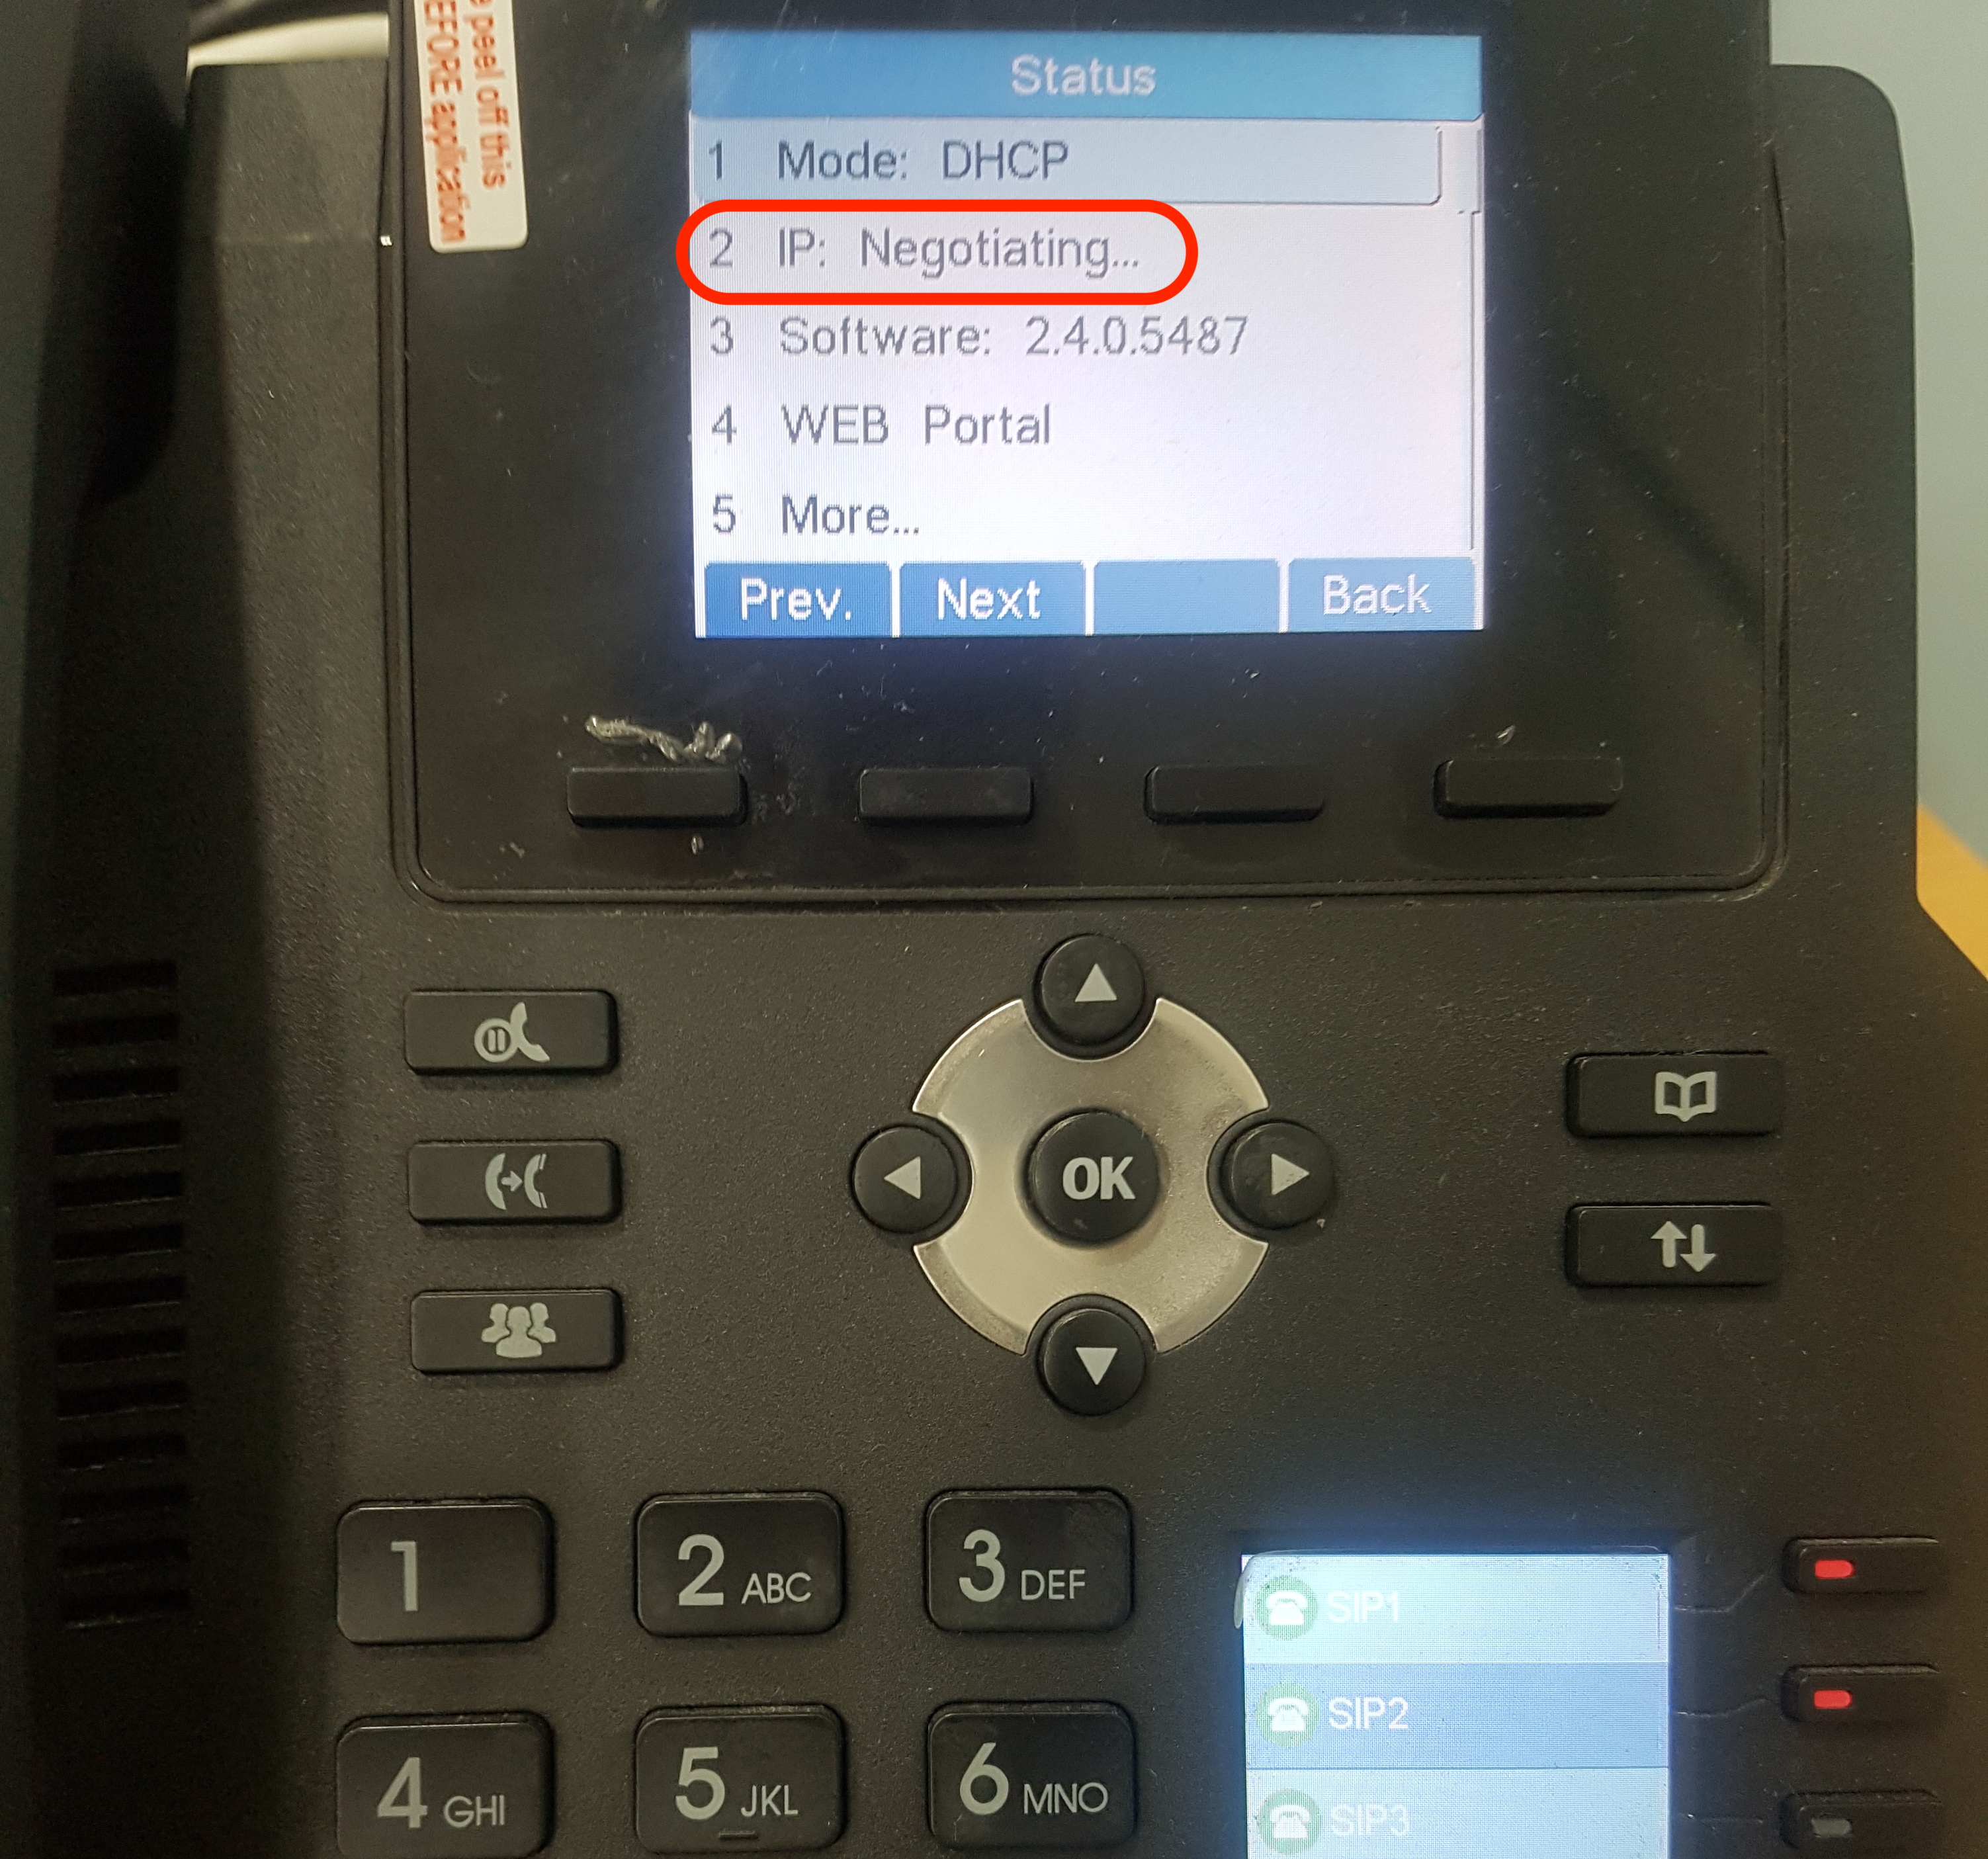 e peel off this
EFORE application
Status
1 Mode: DHCP
2 IP: Negotiating...
3 Software: 2.4.0.5487
4 WEB Portal
5 More...
Prev. Next Back
OK
1 2 ABC 3 DEF
SIP1
SIP2
4 GHI 5 JKL 6 MNO
SIP3